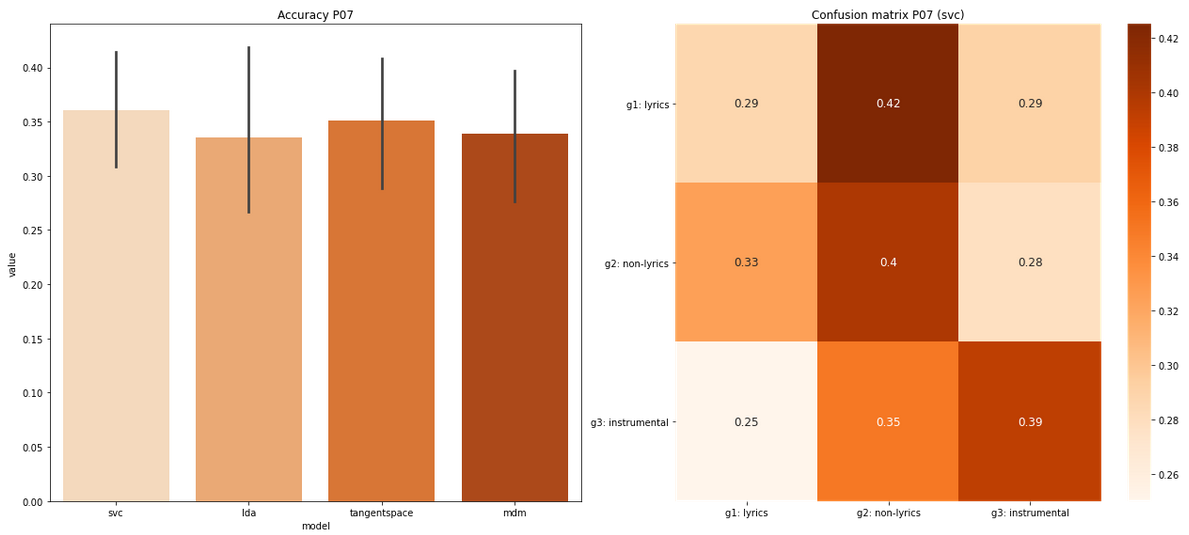 Accuracy P07
value
0.40
0.35
0.30
0.25
0.20
0.15
0.10
0.05
0.00
svc lda tangentspace mdm
model
Confusion matrix P07 (svc)
g1: lyrics 0.29 0.42 0.29
g2: non-lyrics 0.33 0.4 0.28
g3: instrumental 0.25 0.35 0.39
g1: lyrics g2: non-lyrics g3: instrumental
0.42
0.40
0.38
0.36
0.34
0.32
0.30
0.28
0.26